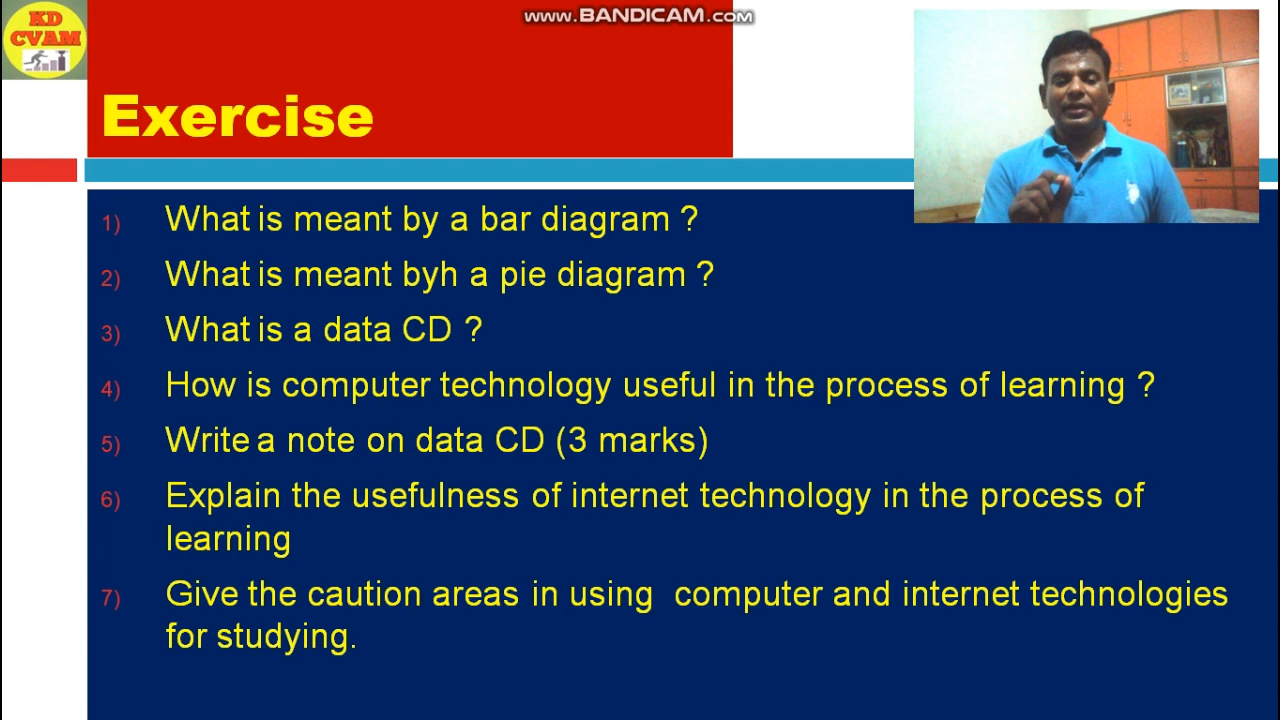 KD
CVAM
www.BANDICAM.com
Exercise
1) What is meant by a bar diagram ?
2) What is meant byh a pie diagram ?
3) What is a data CD ?
4) How is computer technology useful in the process of learning ?
5) Write a note on data CD (3 marks)
6) Explain the usefulness of internet technology in the process of
learning
7) Give the caution areas in using computer and internet technologies
for studying.